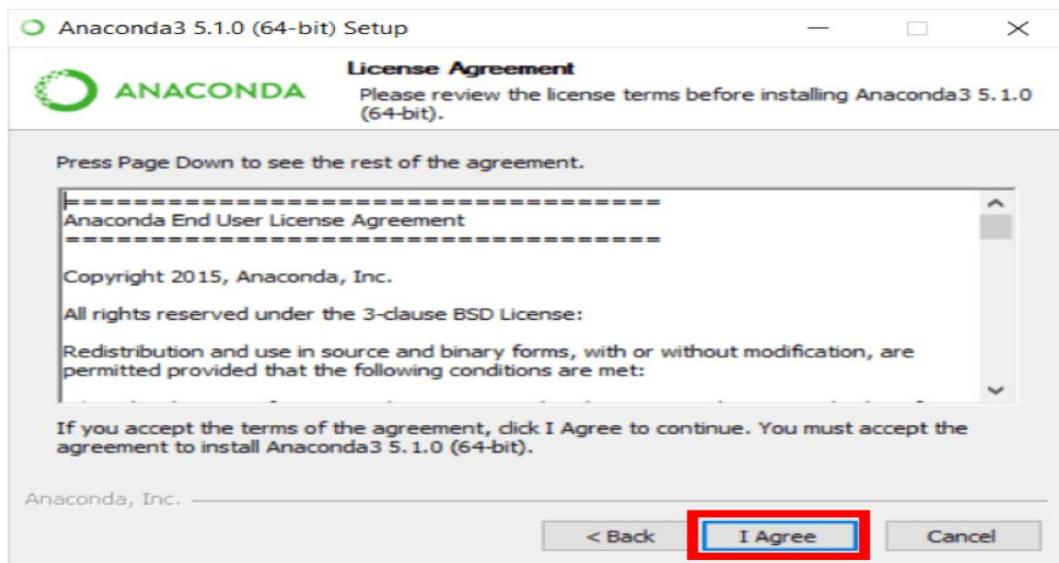 Anaconda3 5.1.0 (64-bit) Setup
ANACONDA
License Agreement
Please review the license terms before installing Anaconda3 5.1.0
(64-bit).
Press Page Down to see the rest of the agreement.
====================================
Anaconda End User License Agreement
====================================
Copyright 2015, Anaconda, Inc.
All rights reserved under the 3-clause BSD License:
Redistribution and use in source and binary forms, with or without modification, are
permitted provided that the following conditions are met:
If you accept the terms of the agreement, click I Agree to continue. You must accept the
agreement to install Anaconda3 5.1.0 (64-bit).
Anaconda, Inc.
< Back
I Agree
Cancel